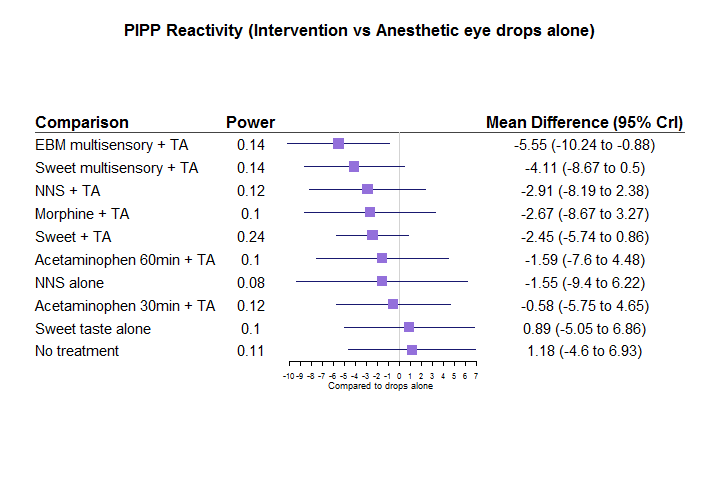 PIPP Reactivity (Intervention vs Anesthetic eye drops alone)
Comparison Power Mean Difference (95% CrI)
EBM multisensory + TA 0.14 -5.55 (-10.24 to -0.88)
Sweet multisensory + TA 0.14 -4.11 (-8.67 to 0.5)
NNS + TA 0.12 -2.91 (-8.19 to 2.38)
Morphine + TA 0.1 -2.67 (-8.67 to 3.27)
Sweet + TA 0.24 -2.45 (-5.74 to 0.86)
Acetaminophen 60min + TA 0.1 -1.59 (-7.6 to 4.48)
NNS alone 0.08 -1.55 (-9.4 to 6.22)
Acetaminophen 30min + TA 0.12 -0.58 (-5.75 to 4.65)
Sweet taste alone 0.1 0.89 (-5.05 to 6.86)
No treatment 0.11 1.18 (-4.6 to 6.93)
-10 -9 -8 -7 -6 -5 -4 -3 -2 -1 0 1 2 3 4 5 6 7
Compared to drops alone